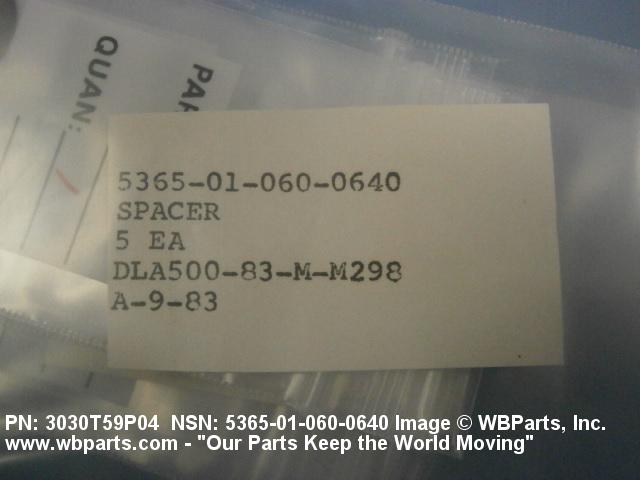 QUAN:
5365-01-060-0640
SPACER
5 EA
DLA500-83-M-M298
A-9-83
PN: 3030T59P04 NSN: 5365-01-060-0640 Image © WBParts, Inc.
www.wbparts.com - "Our Parts Keep the World Moving"